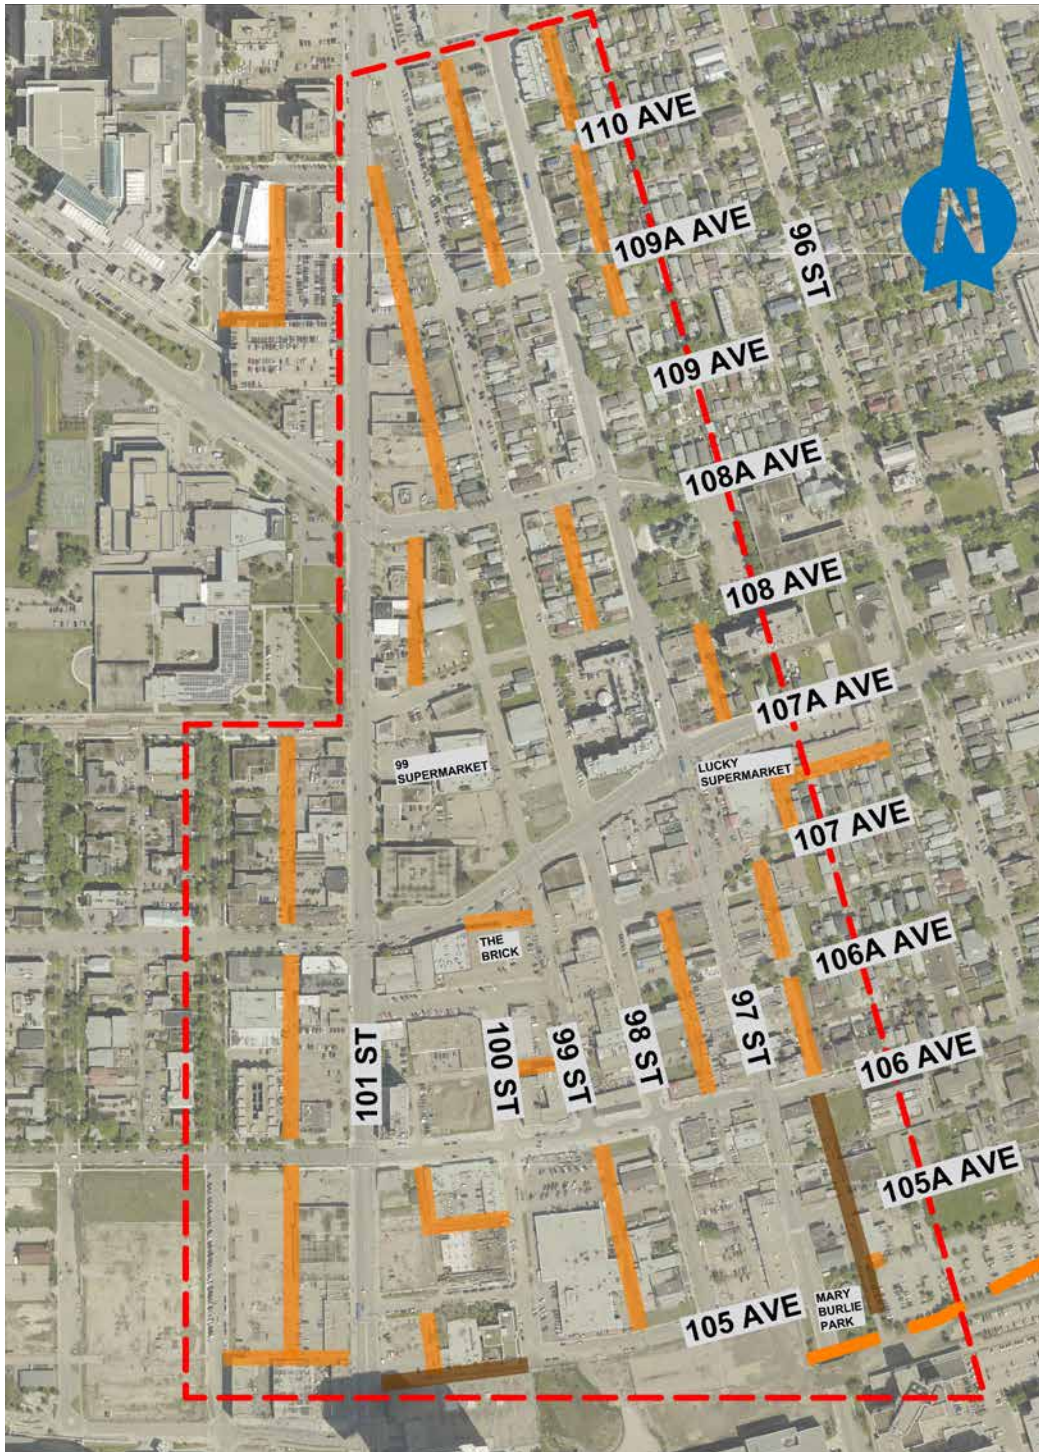 110 AVE
109A AVE
96 ST
N
109 AVE
108A AVE
108 AVE
107A AVE
99
SUPERMARKET
LUCKY
SUPERMARKET
107 AVE
THE
BRICK
106A AVE
101 ST
100 ST
99 ST
98 ST
97 ST
106 AVE
105A AVE
105 AVE
MARY
BURLIE
PARK